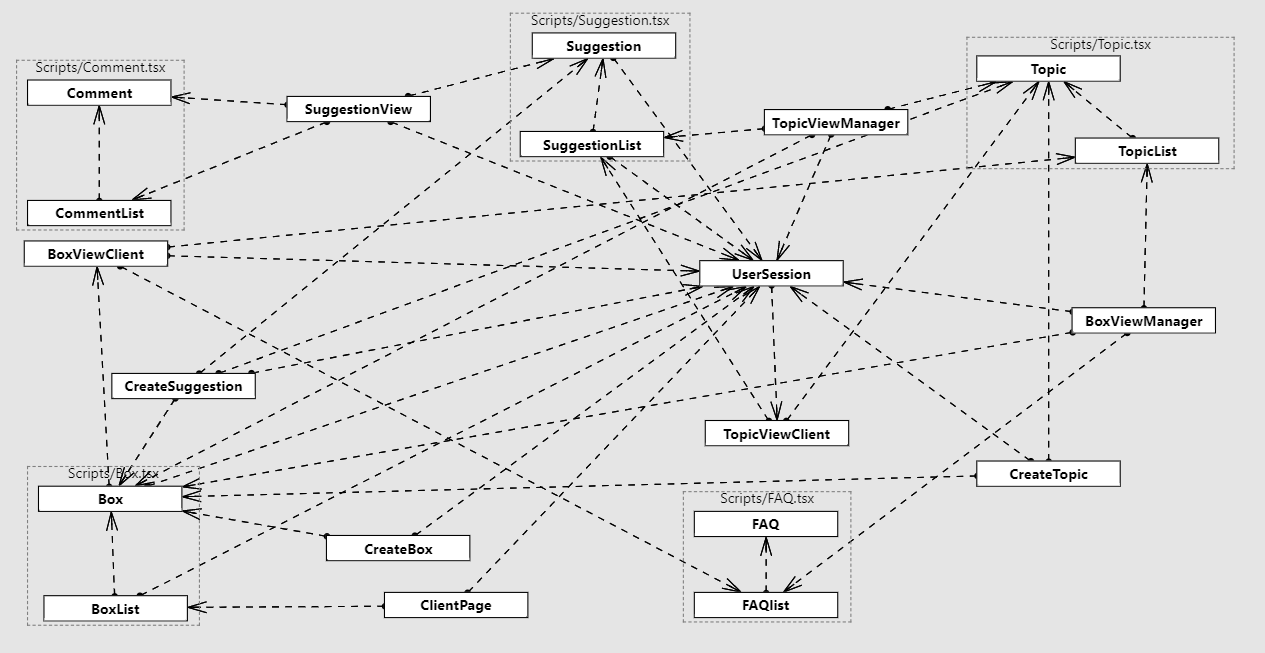 Scripts/Suggestion.tsx
Suggestion
Scripts/Topic.tsx
Topic
Scripts/Comment.tsx
Comment
SuggestionView
TopicViewManager
SuggestionList
TopicList
CommentList
BoxViewClient
UserSession
BoxViewManager
CreateSuggestion
TopicViewClient
Scripts/Box.tsx
CreateTopic
Box
Scripts/FAQ.tsx
FAQ
CreateBox
BoxList
ClientPage
FAQlist